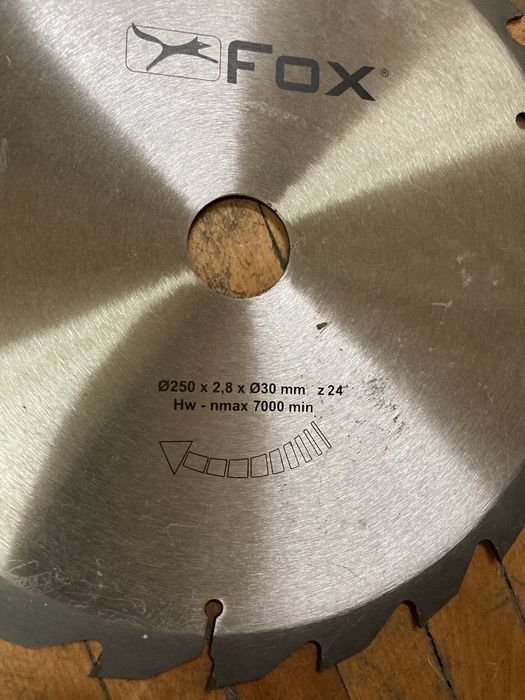 Fox®
Ø250 x 2,8 x Ø30 mm z 24
Hw - nmax 7000 min